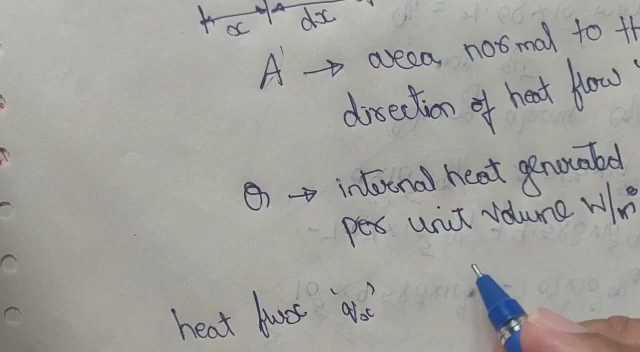 x dx
A → area normal to th
direction of heat flow
Q → internal heat generated
per unit volume W/m³
heat flux 'qx'